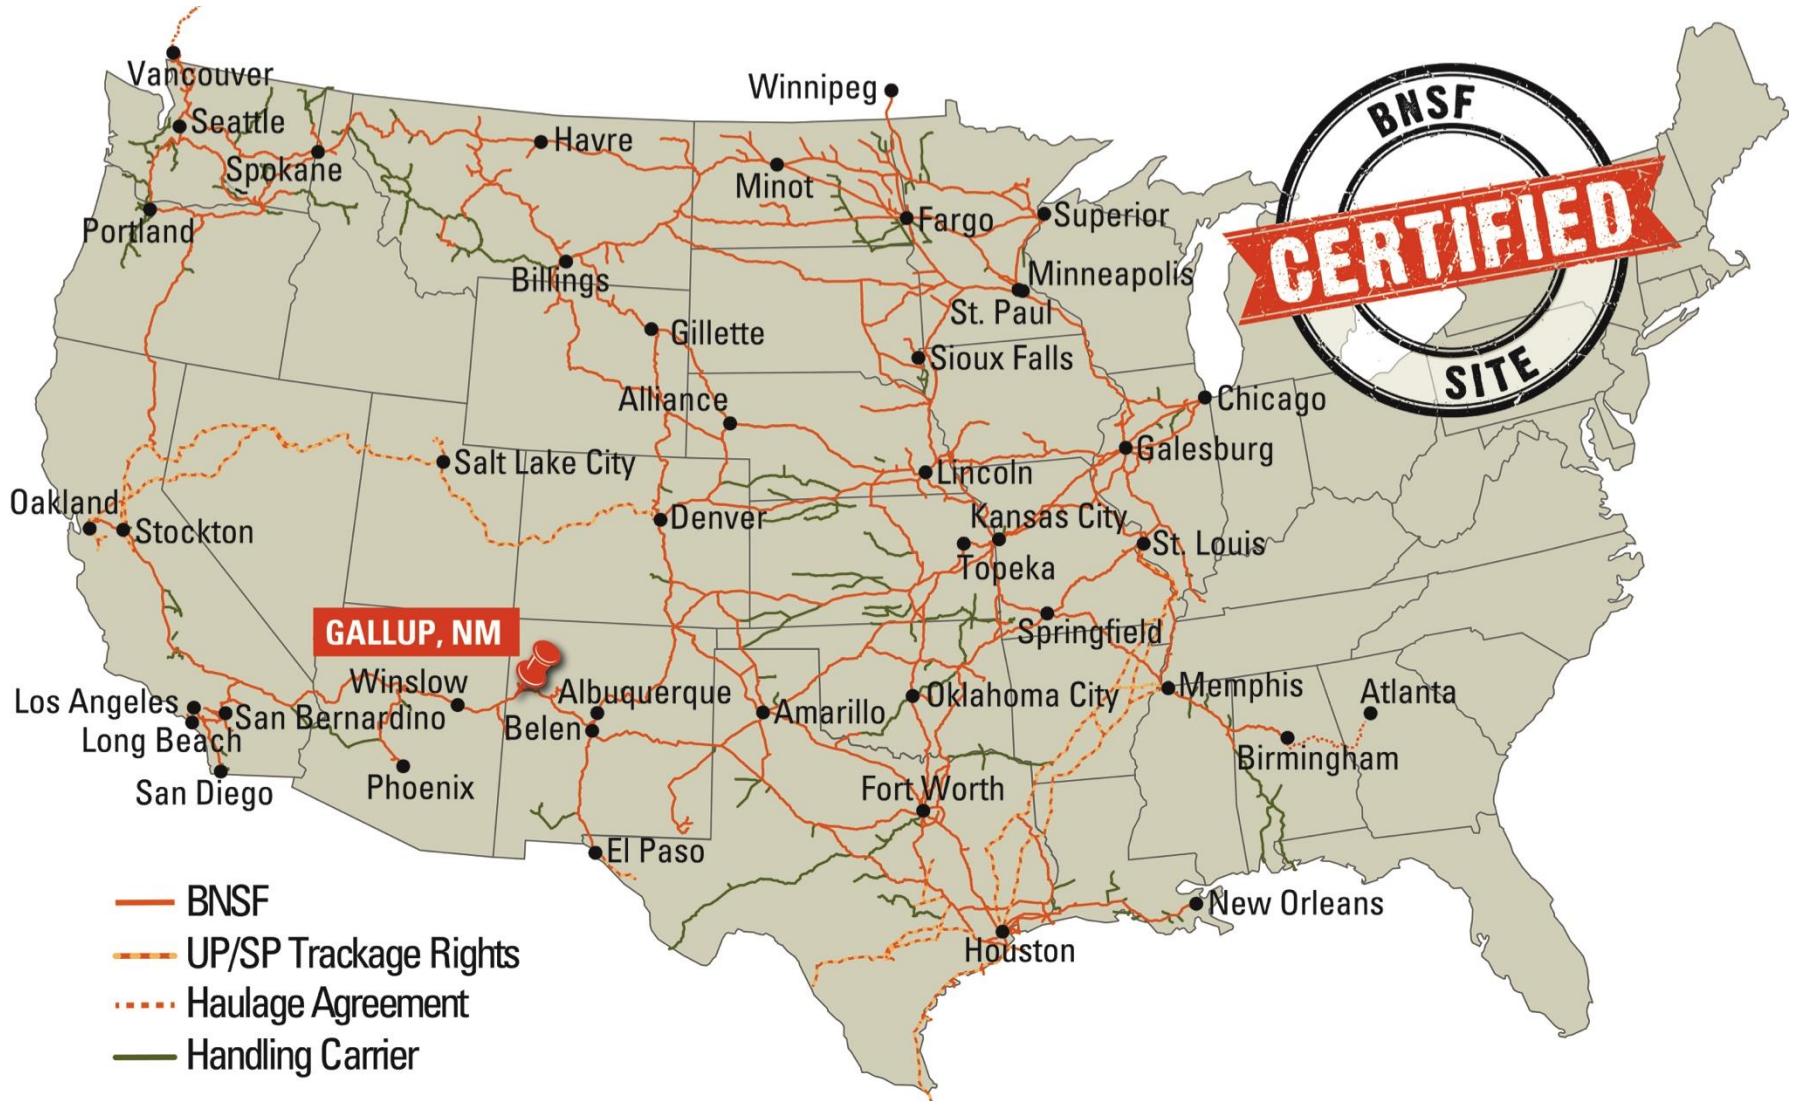 Vancouver
Winnipeg
BNSF
Seattle
Havre
Spokane
Minot
CERTIFIED
Portland
Fargo
Superior
Billings
Minneapolis
St. Paul
Gillette
Sioux Falls
SITE
Alliance
Chicago
Galesburg
Salt Lake City
Lincoln
Oakland
Stockton
Denver
Kansas City
St. Louis
Topeka
GALLUP, NM
Springfield
Winslow
Albuquerque
Los Angeles
San Bernardino
Long Beach
Belen
Amarillo
Oklahoma City
Memphis
Atlanta
Birmingham
San Diego
Phoenix
Fort Worth
El Paso
New Orleans
Houston
BNSF
UP/SP Trackage Rights
Haulage Agreement
Handling Carrier